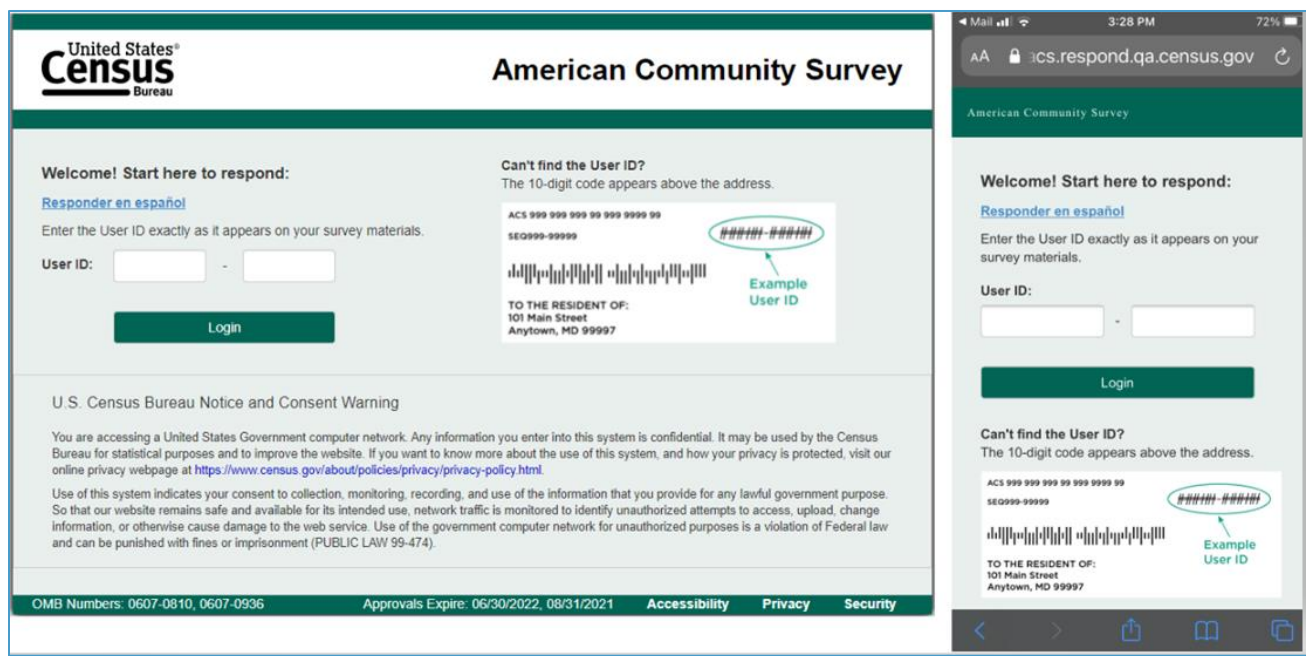 United States®
Census
Bureau
American Community Survey
Welcome! Start here to respond:
Responder en español
Enter the User ID exactly as it appears on your survey materials.
User ID:
-
Login
Can't find the User ID?
The 10-digit code appears above the address.
ACS 999 999 999 99 999 9999 99
SEQ999-99999
#####-#####
Example
User ID
TO THE RESIDENT OF:
101 Main Street
Anytown, MD 99997
U.S. Census Bureau Notice and Consent Warning
You are accessing a United States Government computer network. Any information you enter into this system is confidential. It may be used by the Census
Bureau for statistical purposes and to improve the website. If you want to know more about the use of this system, and how your privacy is protected, visit our
online privacy webpage at https://www.census.gov/about/policies/privacy/privacy-policy.html.
Use of this system indicates your consent to collection, monitoring, recording, and use of the information that you provide for any lawful government purpose.
So that our website remains safe and available for its intended use, network traffic is monitored to identify unauthorized attempts to access, upload, change
information, or otherwise cause damage to the web service. Use of the government computer network for unauthorized purposes is a violation of Federal law
and can be punished with fines or imprisonment (PUBLIC LAW 99-474).
OMB Numbers: 0607-0810, 0607-0936 Approvals Expire: 06/30/2022, 08/31/2021 Accessibility Privacy Security
Mail 3:28 PM 72%
AA acs.respond.qa.census.gov
American Community Survey
Welcome! Start here to respond:
Responder en español
Enter the User ID exactly as it appears on your
survey materials.
User ID:
-
Login
Can't find the User ID?
The 10-digit code appears above the address.
ACS 999 999 999 99 999 9999 99
SEQ999-99999
#####-#####
Example
User ID
TO THE RESIDENT OF:
101 Main Street
Anytown, MD 99997